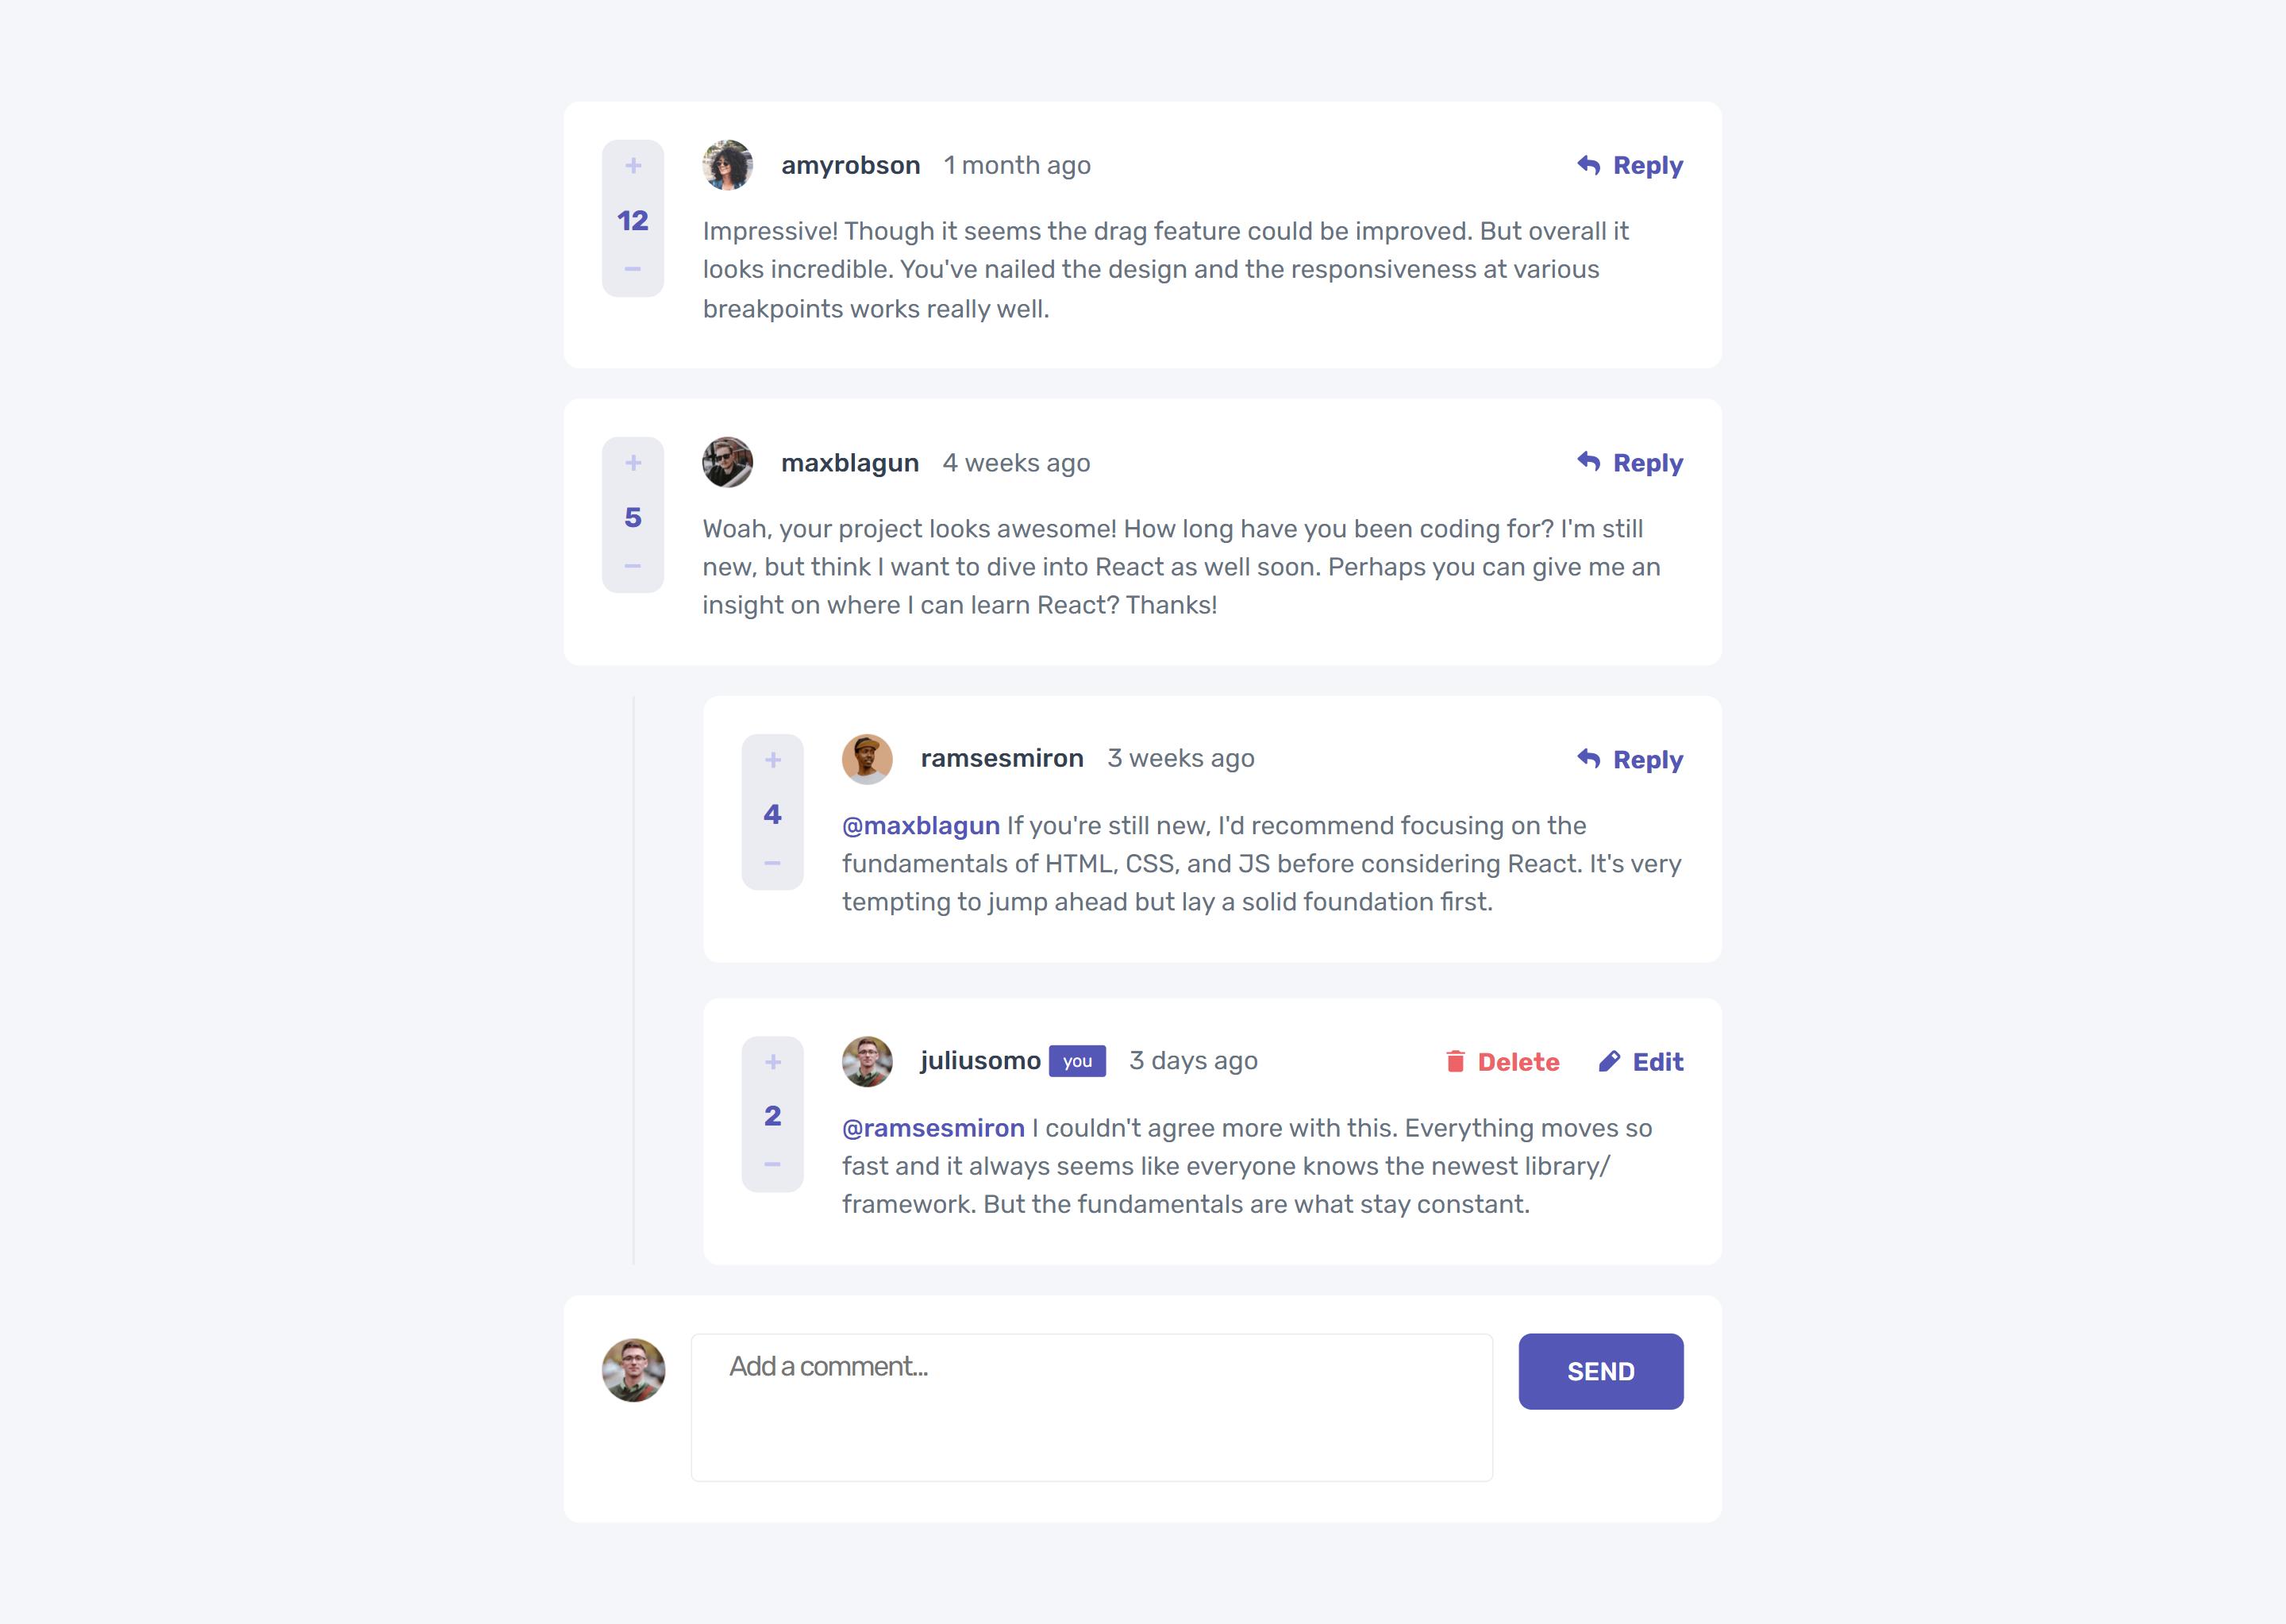 +
12
−
amyrobson 1 month ago Reply
Impressive! Though it seems the drag feature could be improved. But overall it
looks incredible. You've nailed the design and the responsiveness at various
breakpoints works really well.
+
5
−
maxblagun 4 weeks ago Reply
Woah, your project looks awesome! How long have you been coding for? I'm still
new, but think I want to dive into React as well soon. Perhaps you can give me an
insight on where I can learn React? Thanks!
+
4
−
ramsesmiron 3 weeks ago Reply
@maxblagun If you're still new, I'd recommend focusing on the
fundamentals of HTML, CSS, and JS before considering React. It's very
tempting to jump ahead but lay a solid foundation first.
+
2
−
juliusomo you 3 days ago Delete Edit
@ramsesmiron I couldn't agree more with this. Everything moves so
fast and it always seems like everyone knows the newest library/
framework. But the fundamentals are what stay constant.
Add a comment...
SEND